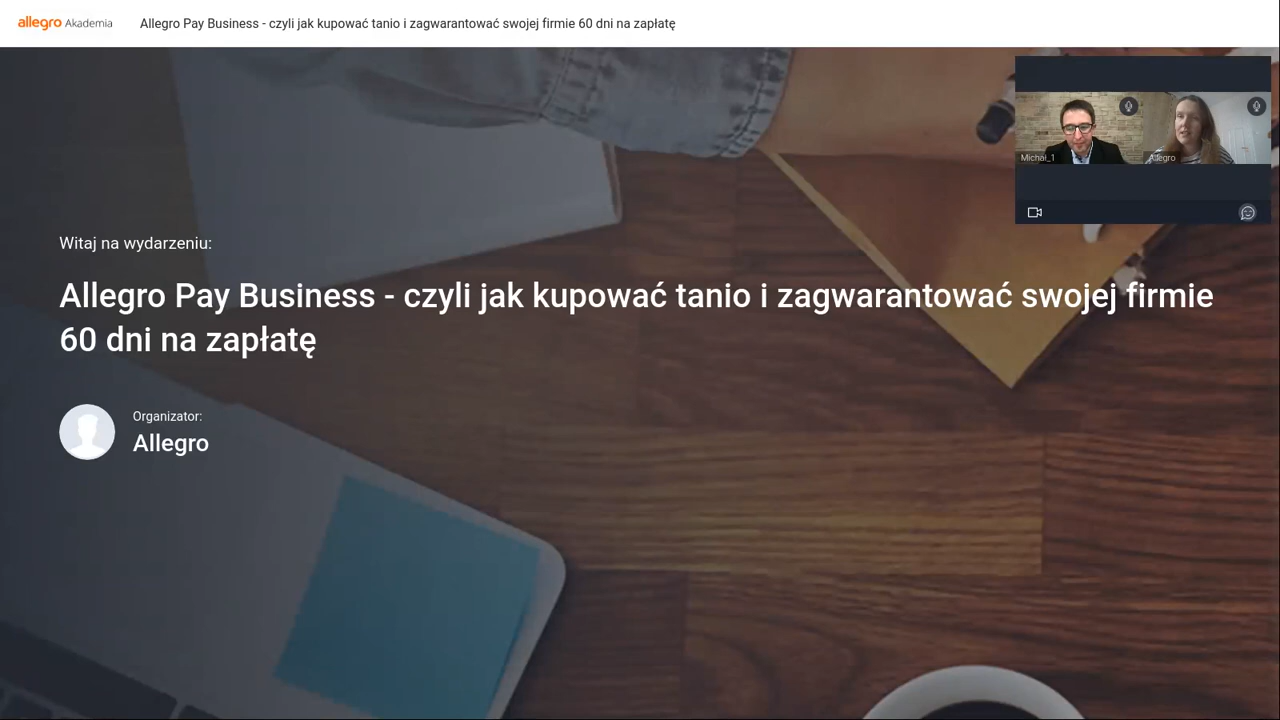 allegro Akademia
Allegro Pay Business - czyli jak kupować tanio i zagwarantować swojej firmie 60 dni na zapłatę
Michał_1
Allegro
Witaj na wydarzeniu:
Allegro Pay Business - czyli jak kupować tanio i zagwarantować swojej firmie
60 dni na zapłatę
Organizator:
Allegro